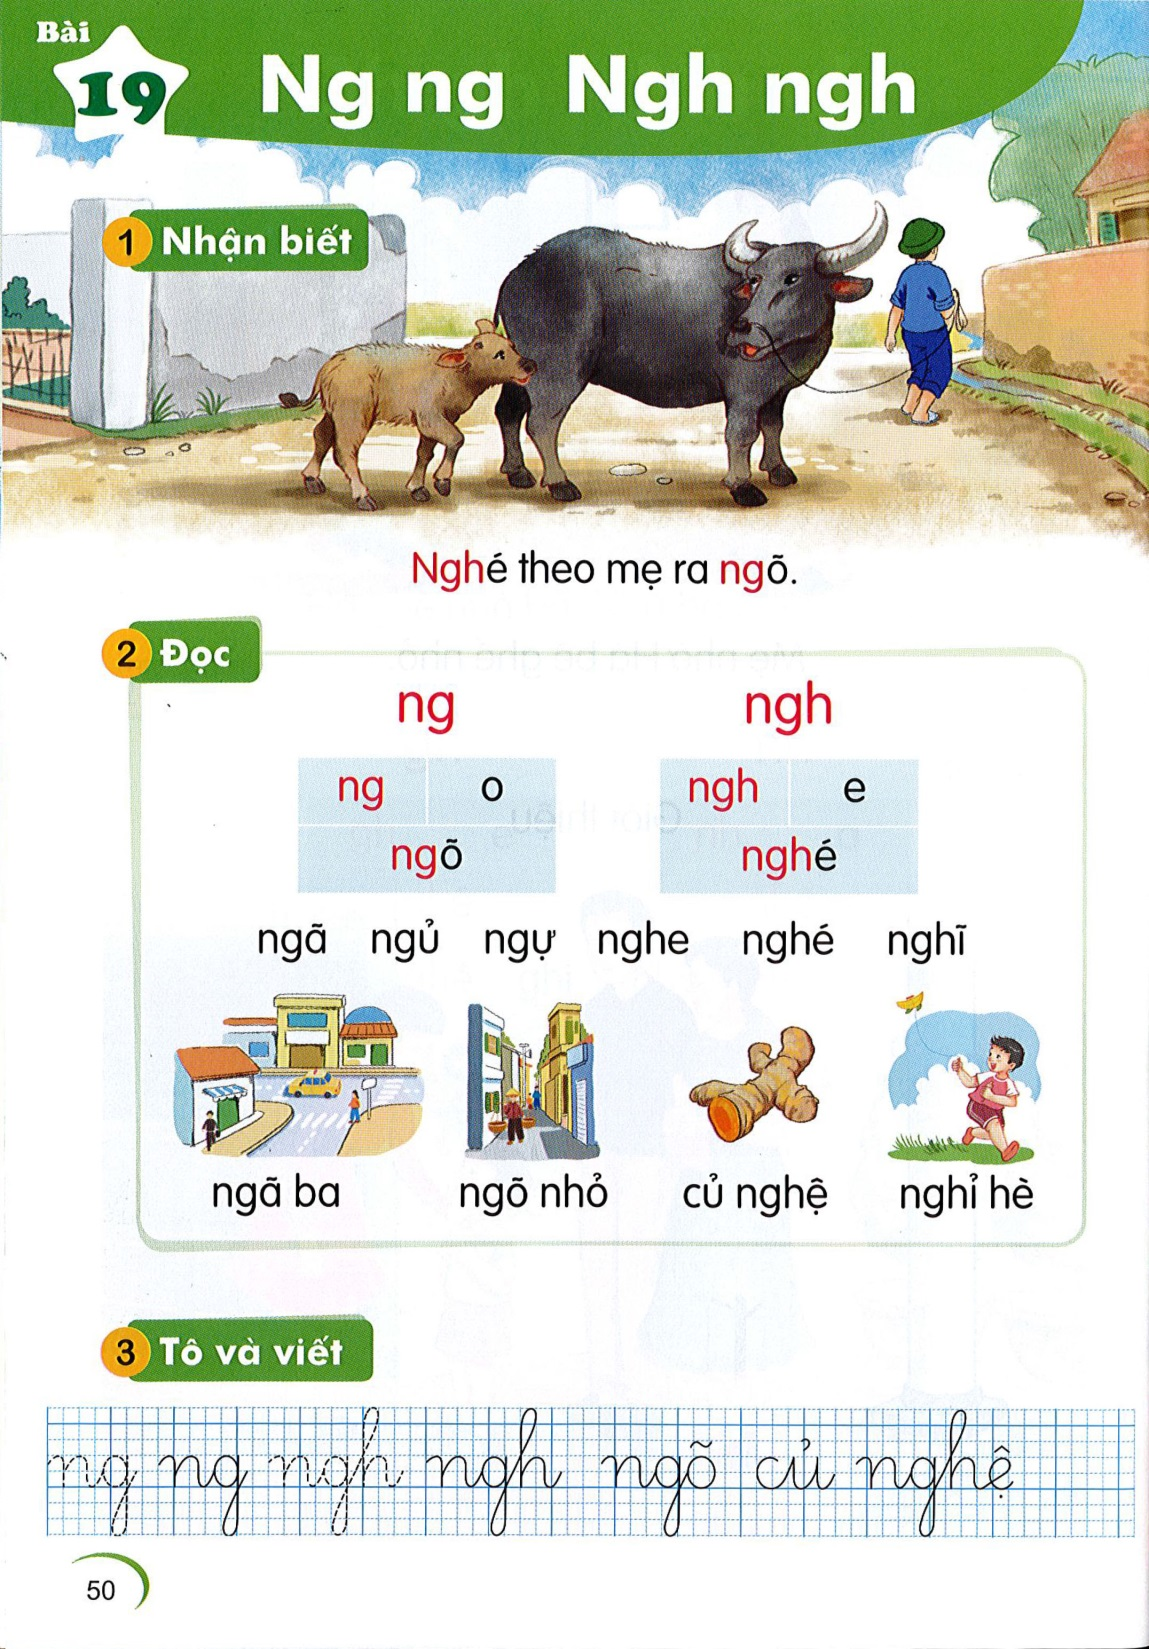 Bài
19
Ng ng Ngh ngh
1 Nhận biết
Nghé theo mẹ ra ngõ.
2 Đọc
ng ngh
ng o ngh e
ngõ nghé
ngã ngủ ngự nghe nghé nghĩ
ngã ba ngõ nhỏ củ nghệ nghỉ hè
3 Tô và viết
ng ng ngh ngh ngõ củ nghệ
50